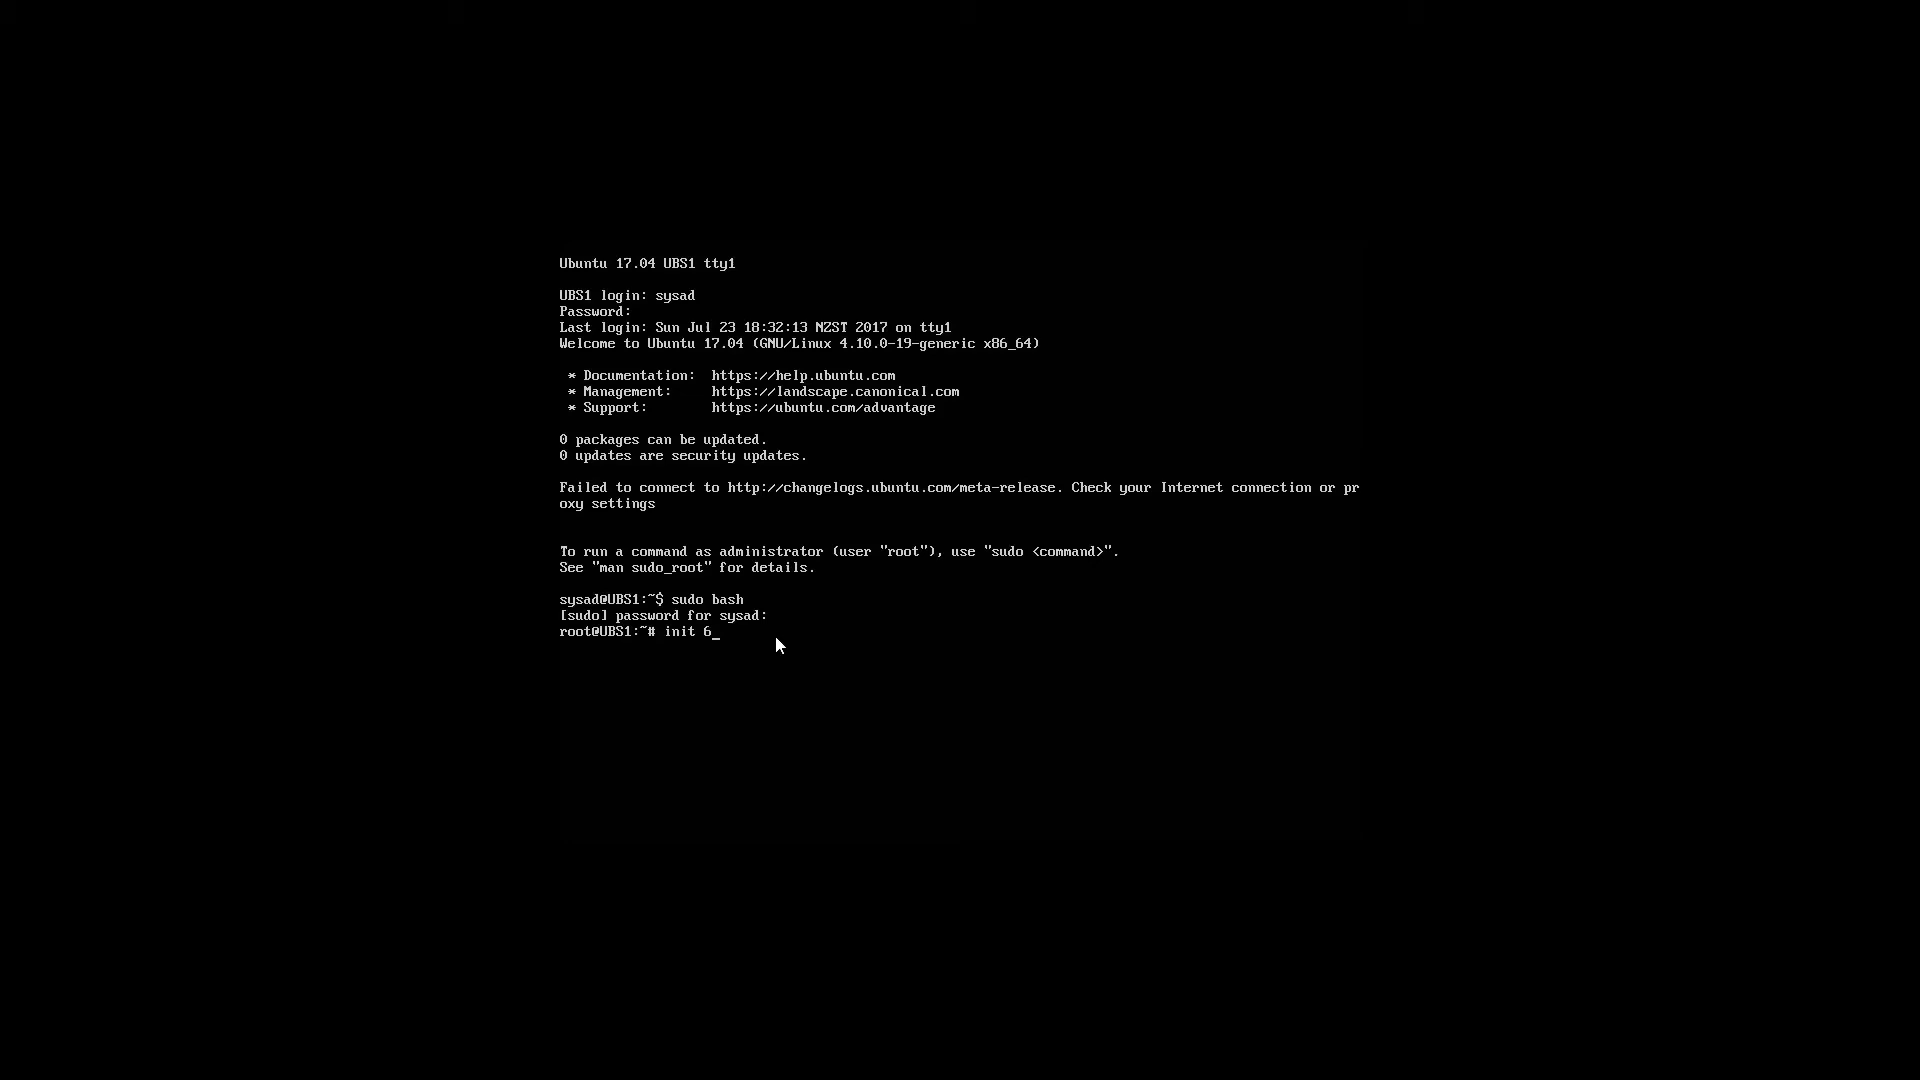 Ubuntu 17.04 UBS1 tty1
UBS1 login: sysad
Password:
Last login: Sun Jul 23 18:32:13 NZST 2017 on tty1
Welcome to Ubuntu 17.04 (GNU/Linux 4.10.0-19-generic x86_64)
* Documentation:  https://help.ubuntu.com
* Management:     https://landscape.canonical.com
* Support:        https://ubuntu.com/advantage
0 packages can be updated.
0 updates are security updates.
Failed to connect to http://changelogs.ubuntu.com/meta-release. Check your Internet connection or pr
oxy settings
To run a command as administrator (user "root"), use "sudo <command>".
See "man sudo_root" for details.
sysad@UBS1:~$ sudo bash
[sudo] password for sysad:
root@UBS1:~# init 6_